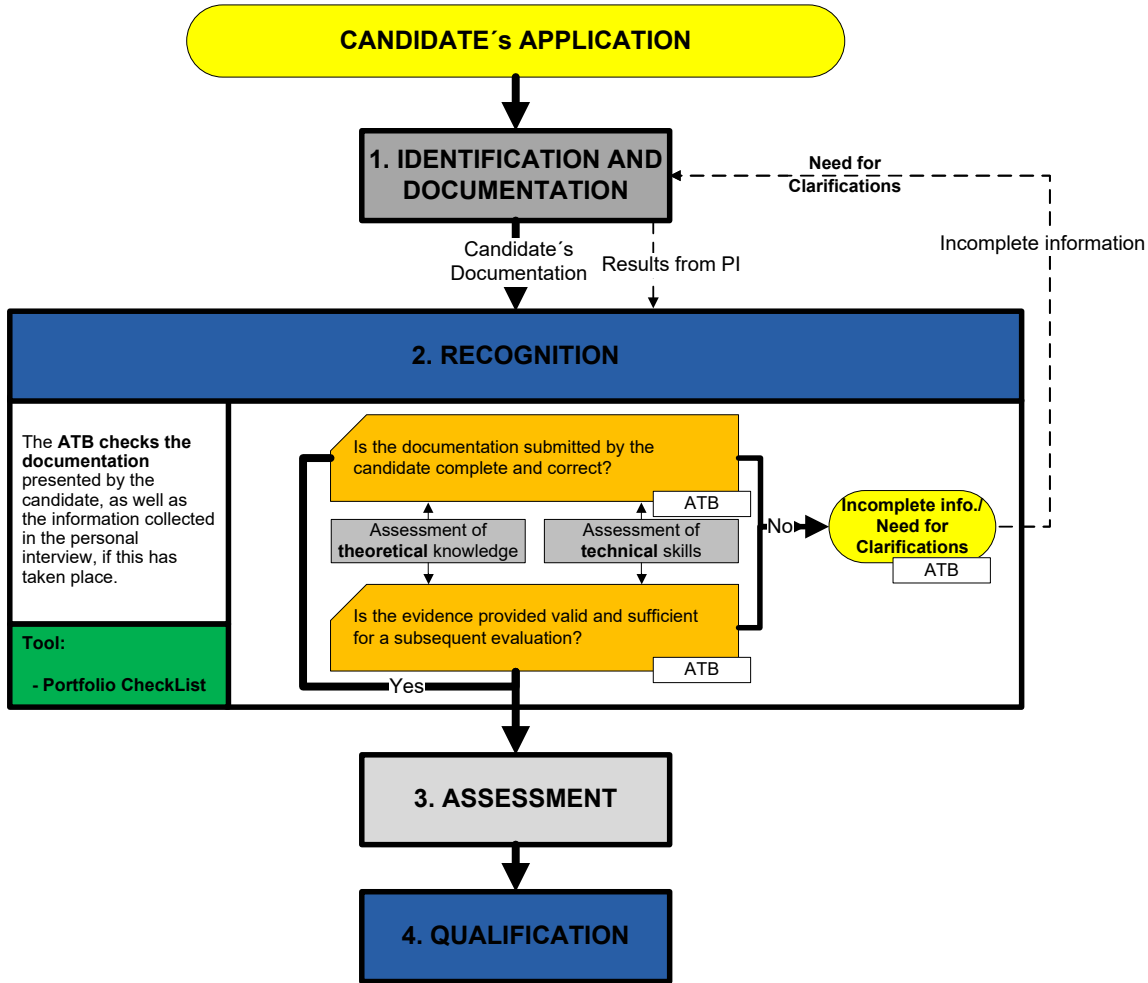 CANDIDATE´s APPLICATION
1. IDENTIFICATION AND
DOCUMENTATION
Need for
Clarifications
Incomplete information
Candidate´s
Documentation
Results from PI
2. RECOGNITION
The ATB checks the
documentation
presented by the
candidate, as well as
the information collected
in the personal
interview, if this has
taken place.
Tool:
- Portfolio CheckList
Is the documentation submitted by the
candidate complete and correct?
ATB
Assessment of
theoretical knowledge
Assessment of
technical skills
No
Incomplete info./
Need for
Clarifications
ATB
Is the evidence provided valid and sufficient
for a subsequent evaluation?
ATB
Yes
3. ASSESSMENT
4. QUALIFICATION